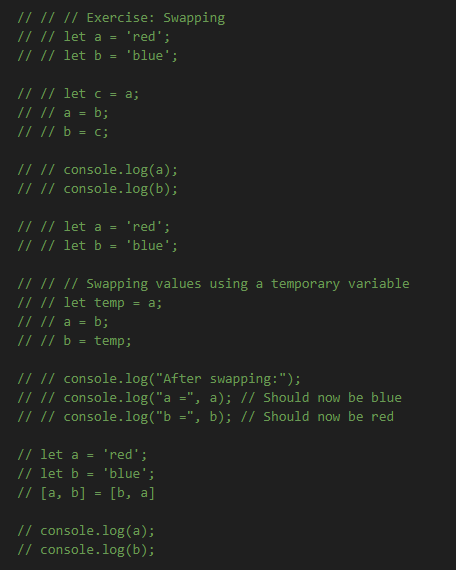 // // // Exercise: Swapping
// // let a = 'red';
// // let b = 'blue';
// // let c = a;
// // a = b;
// // b = c;
// // console.log(a);
// // console.log(b);
// // let a = 'red';
// // let b = 'blue';
// // // Swapping values using a temporary variable
// // let temp = a;
// // a = b;
// // b = temp;
// // console.log("After swapping:");
// // console.log("a =", a); // Should now be blue
// // console.log("b =", b); // Should now be red
// let a = 'red';
// let b = 'blue';
// [a, b] = [b, a]
// console.log(a);
// console.log(b);